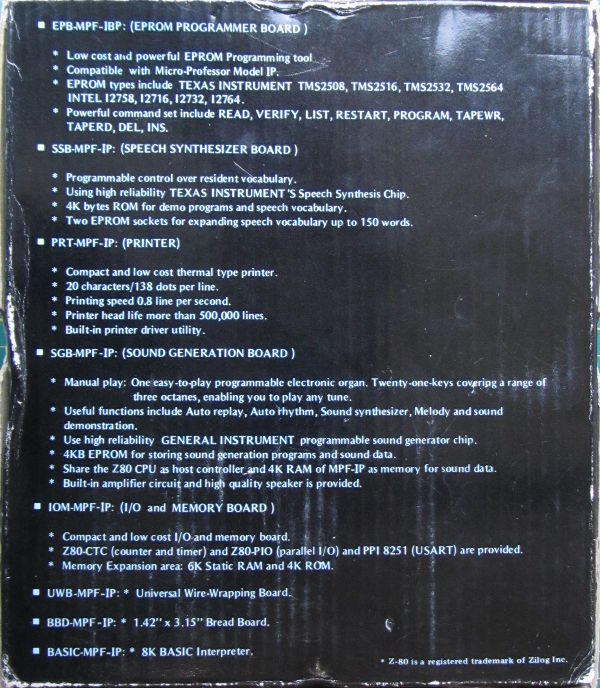 ■ EPB-MPF-IBP: (EPROM PROGRAMMER BOARD )
* Low cost and powerful EPROM Programming tool
* Compatible with Micro-Professor Model IP.
* EPROM types include TEXAS INSTRUMENT TMS2508, TMS2516, TMS2532, TMS2564
INTEL I2758, I2716, I2732, I2764.
* Powerful command set include READ, VERIFY, LIST, RESTART, PROGRAM, TAPEWR,
TAPERD, DEL, INS.
■ SSB-MPF-IP: (SPEECH SYNTHESIZER BOARD )
* Programmable control over resident vocabulary.
* Using high reliability TEXAS INSTRUMENT'S Speech Synthesis Chip.
* 4K bytes ROM for demo programs and speech vocabulary.
* Two EPROM sockets for expanding speech vocabulary up to 150 words.
■ PRT-MPF-IP: (PRINTER)
* Compact and low cost thermal type printer.
* 20 characters/138 dots per line.
* Printing speed 0.8 line per second.
* Printer head life more than 500,000 lines.
* Built-in printer driver utility.
■ SGB-MPF-IP: (SOUND GENERATION BOARD )
* Manual play: One easy-to-play programmable electronic organ. Twenty-one-keys covering a range of
three octanes, enabling you to play any tune.
* Useful functions include Auto replay, Auto rhythm, Sound synthesizer, Melody and sound
demonstration.
* Use high reliability GENERAL INSTRUMENT programmable sound generator chip.
* 4KB EPROM for storing sound generation programs and sound data.
* Share the Z80 CPU as host controller and 4K RAM of MPF-IP as memory for sound data.
* Built-in amplifier circuit and high quality speaker is provided.
■ IOM-MPF-IP: (I/O and MEMORY BOARD )
* Compact and low cost I/O and memory board.
* Z80-CTC (counter and timer) and Z80-PIO (parallel I/O) and PPI 8251 (USART) are provided.
* Memory Expansion area: 6K Static RAM and 4K ROM.
■ UWB-MPF-IP: * Universal Wire-Wrapping Board.
■ BBD-MPF-IP: * 1.42" x 3.15" Bread Board.
■ BASIC-MPF-IP: * 8K BASIC Interpreter.
* Z-80 is a registered trademark of Zilog Inc.